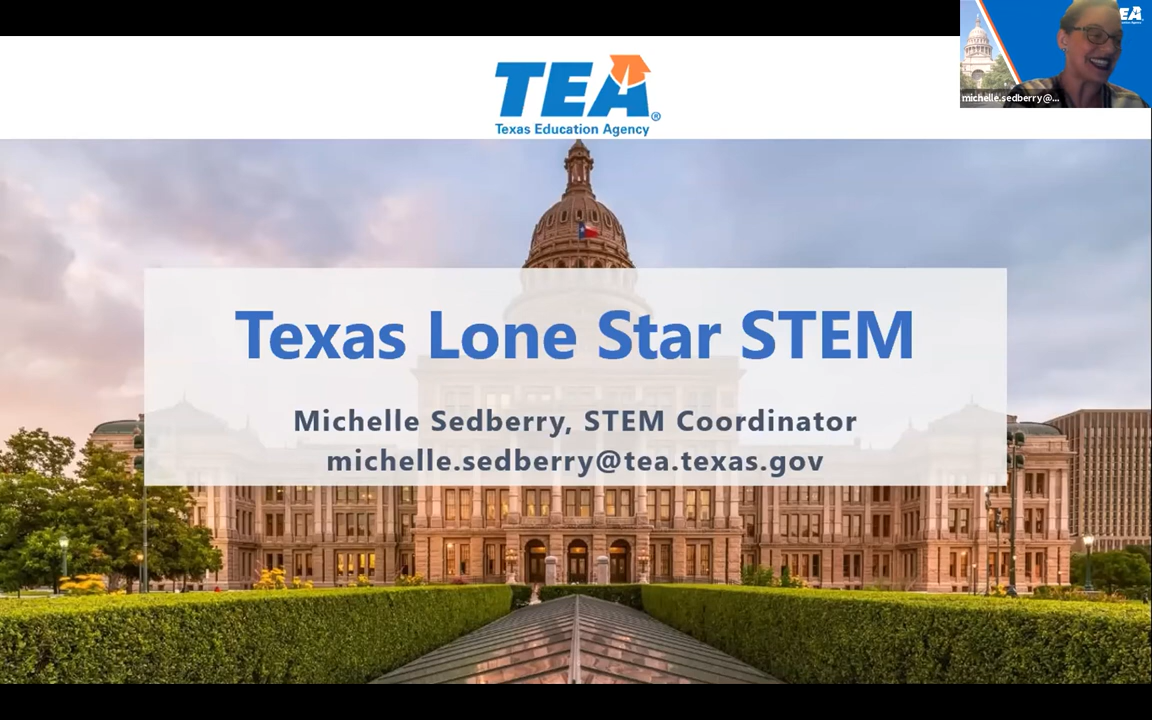 TEA
Texas Education Agency
EA
michelle.sedberry@...
Texas Lone Star STEM
Michelle Sedberry, STEM Coordinator
michelle.sedberry@tea.texas.gov